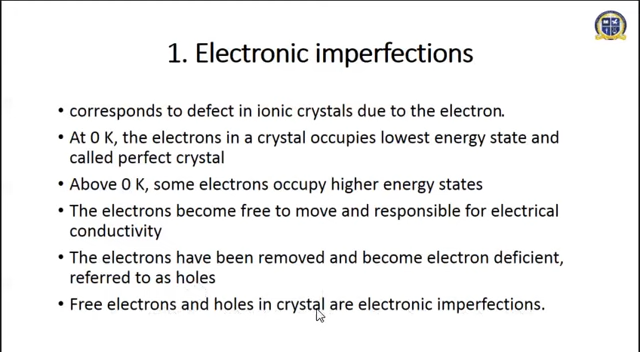 1. Electronic imperfections
• corresponds to defect in ionic crystals due to the electron.
• At 0 K, the electrons in a crystal occupies lowest energy state and
called perfect crystal
• Above 0 K, some electrons occupy higher energy states
• The electrons become free to move and responsible for electrical
conductivity
• The electrons have been removed and become electron deficient,
referred to as holes
• Free electrons and holes in crystal are electronic imperfections.